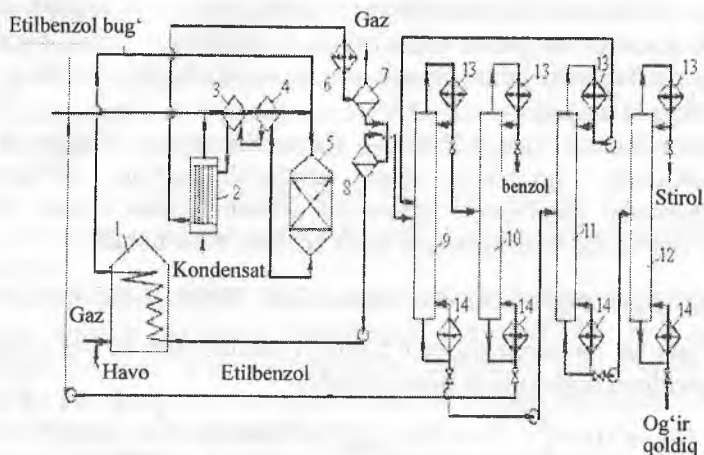 Etilbenzol bug‘
Gaz
3
4
6
7
13
13
13
13
5
2
8
benzol
Stirol
1
9
10
11
12
Kondensat
Gaz
14
14
14
14
Havo
Etilbenzol
Og‘ir
qoldiq